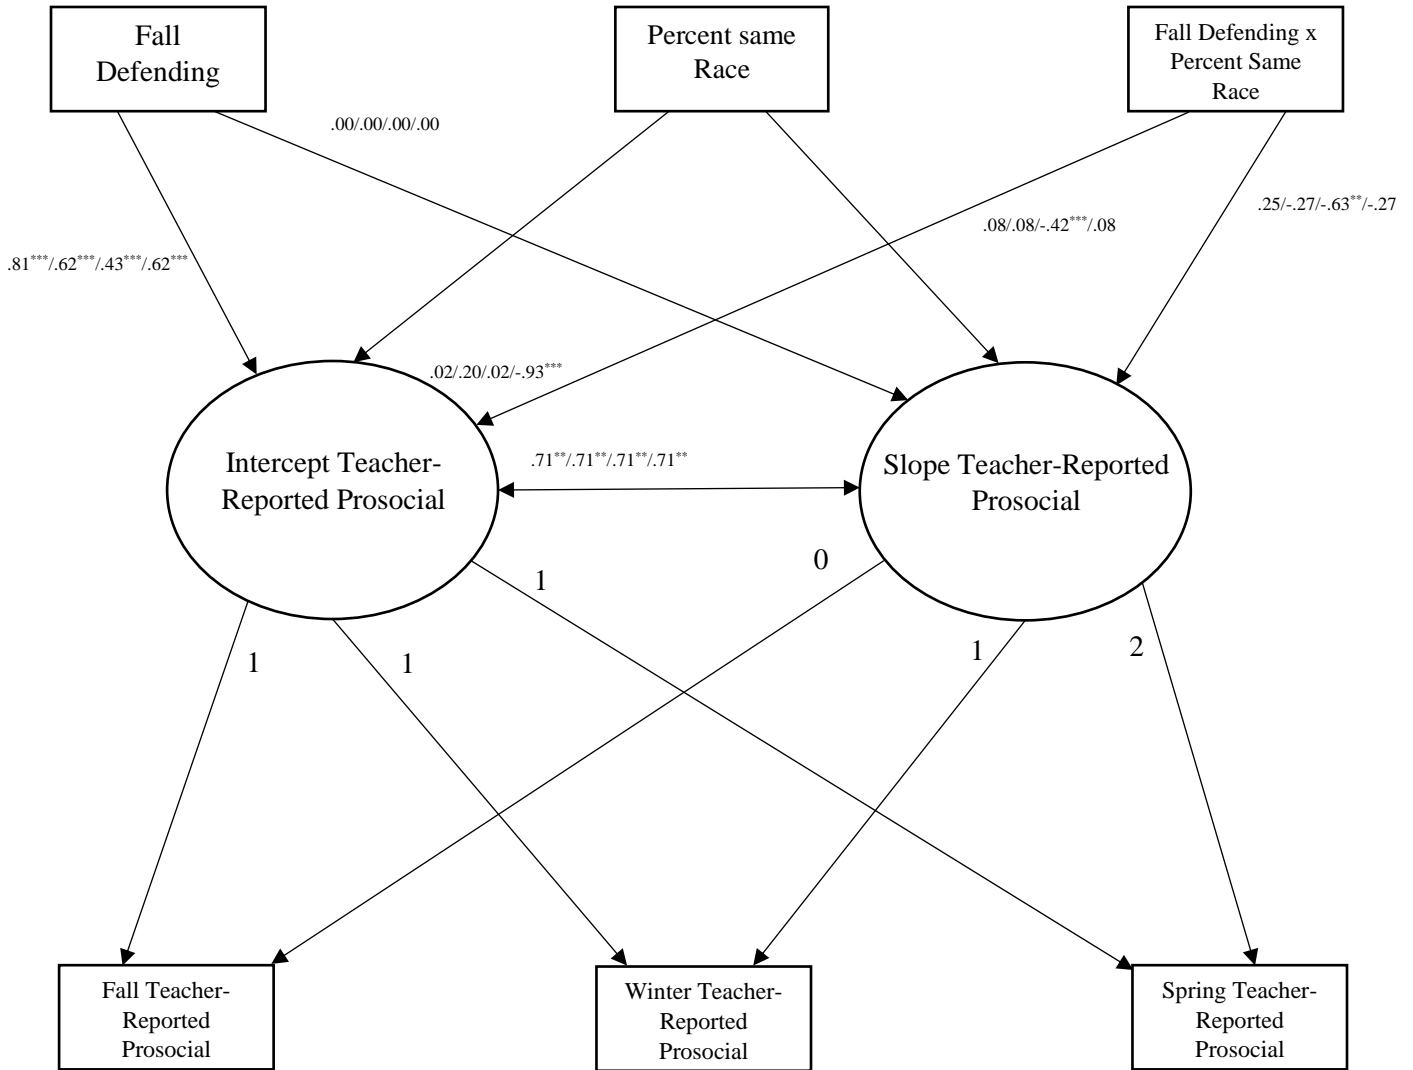 Fall
Defending
Percent same
Race
Fall Defending x
Percent Same
Race
.00/.00/.00/.00
.25/-.27/-.63**/-.27
.08/.08/-.42***/.08
.81***/.62***/.43***/.62***
.02/.20/.02/-.93***
Intercept Teacher-
Reported Prosocial
.71**/.71**/.71**/.71**
Slope Teacher-Reported
Prosocial
1
0
1
1
1
2
Fall Teacher-
Reported
Prosocial
Winter Teacher-
Reported
Prosocial
Spring Teacher-
Reported
Prosocial